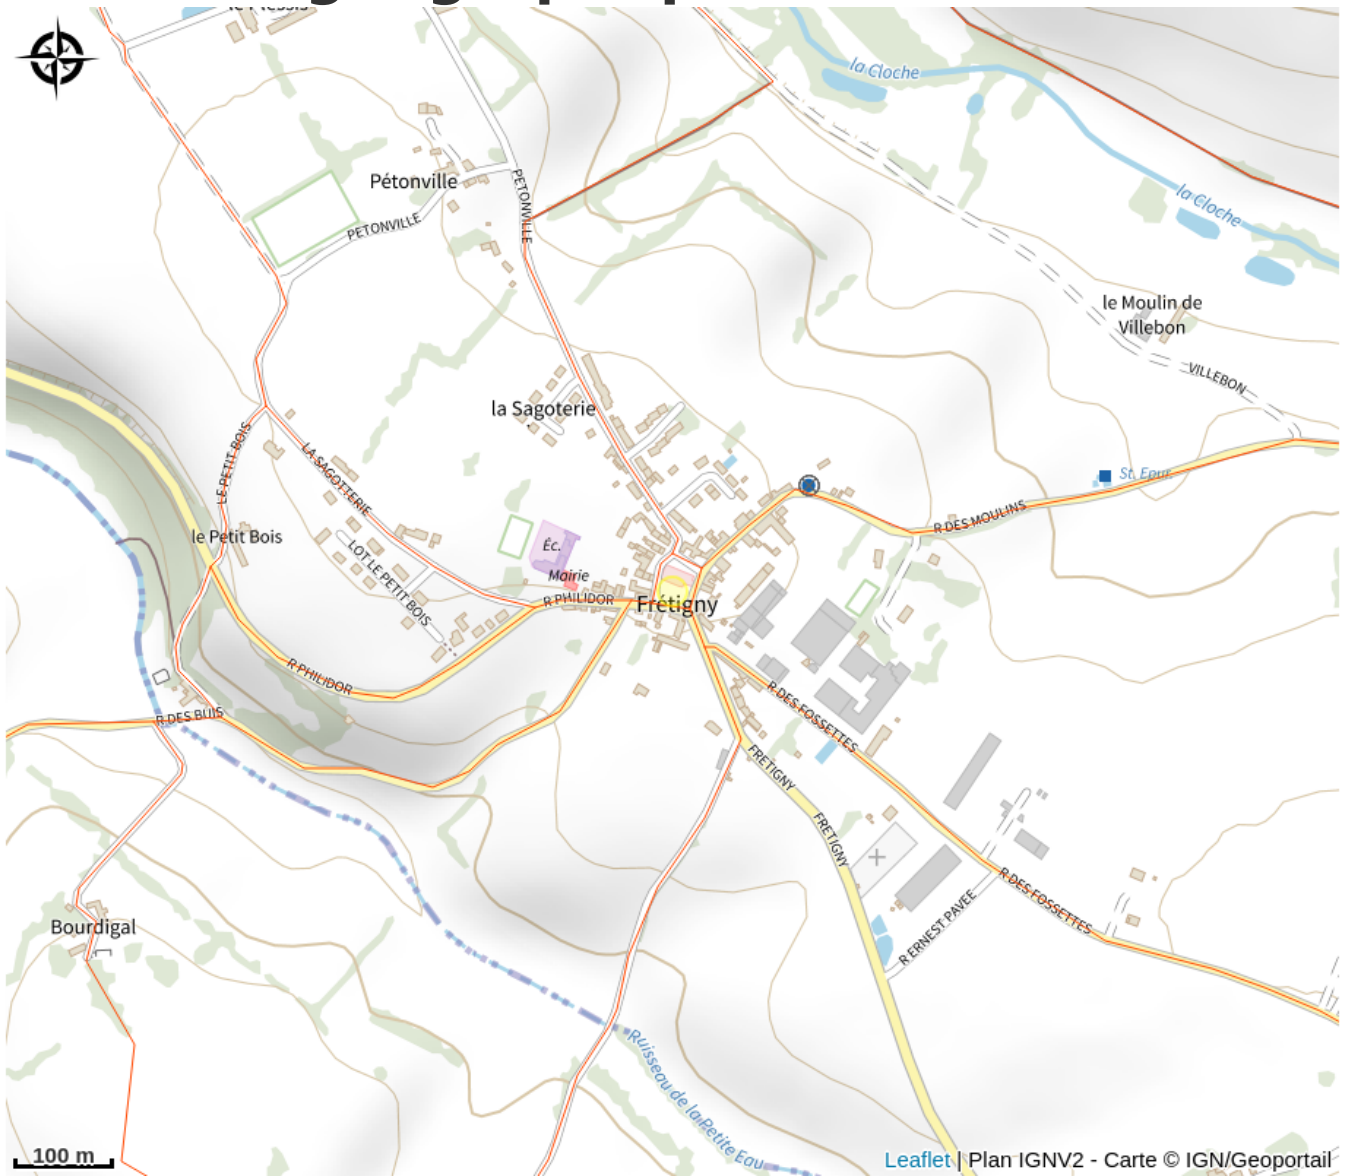 la Cloche
Pétonville
PETONVILLE
PETONVILLE
la Cloche
le Moulin de
Villebon
VILLEBON
la Sagoterie
LE PETIT BOIS
LA SAGOTTERIE
St. Epur.
R DES MOULINS
le Petit Bois
LOT LE PETIT BOIS
Éc.
Mairie
R PHILIDOR
Frétigny
R PHILIDOR
R DES BUIS
R DES FOSSETTES
FRETIGNY
FRETIGNY
R DES FOSSETTES
R ERNEST PAVEE
Bourdigal
Ruisseau de la Petite Eau
100 m
Leaflet | Plan IGNV2 - Carte © IGN/Geoportail